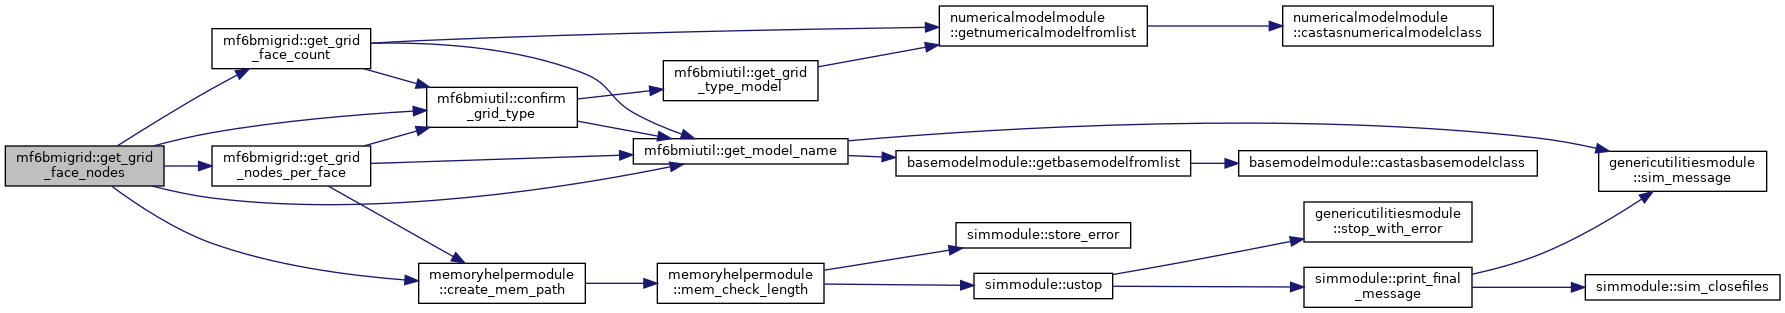 mf6bmigrid::get_grid
_face_nodes
mf6bmigrid::get_grid
_face_count
mf6bmigrid::get_grid
_nodes_per_face
mf6bmiutil::confirm
_grid_type
memoryhelpermodule
::create_mem_path
mf6bmiutil::get_grid
_type_model
mf6bmiutil::get_model_name
memoryhelpermodule
::mem_check_length
numericalmodelmodule
::getnumericalmodelfromlist
basemodelmodule::getbasemodelfromlist
simmodule::store_error
simmodule::ustop
numericalmodelmodule
::castasnumericalmodelclass
basemodelmodule::castasbasemodelclass
genericutilitiesmodule
::stop_with_error
simmodule::print_final
_message
genericutilitiesmodule
::sim_message
simmodule::sim_closefiles